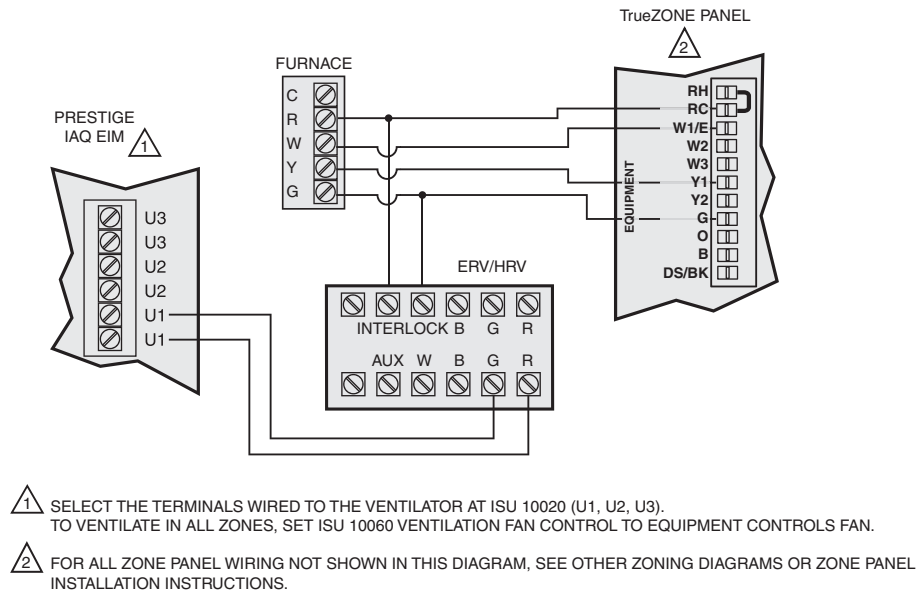 TrueZONE PANEL
2
FURNACE
C
R
W
Y
G
PRESTIGE
IAQ EIM
1
RH
RC
W1/E
W2
W3
Y1
Y2
G
O
B
DS/BK
EQUIPMENT
U3
U3
U2
U2
U1
U1
ERV/HRV
INTERLOCK B G R
AUX W B G R
1 SELECT THE TERMINALS WIRED TO THE VENTILATOR AT ISU 10020 (U1, U2, U3).
TO VENTILATE IN ALL ZONES, SET ISU 10060 VENTILATION FAN CONTROL TO EQUIPMENT CONTROLS FAN.
2 FOR ALL ZONE PANEL WIRING NOT SHOWN IN THIS DIAGRAM, SEE OTHER ZONING DIAGRAMS OR ZONE PANEL
INSTALLATION INSTRUCTIONS.